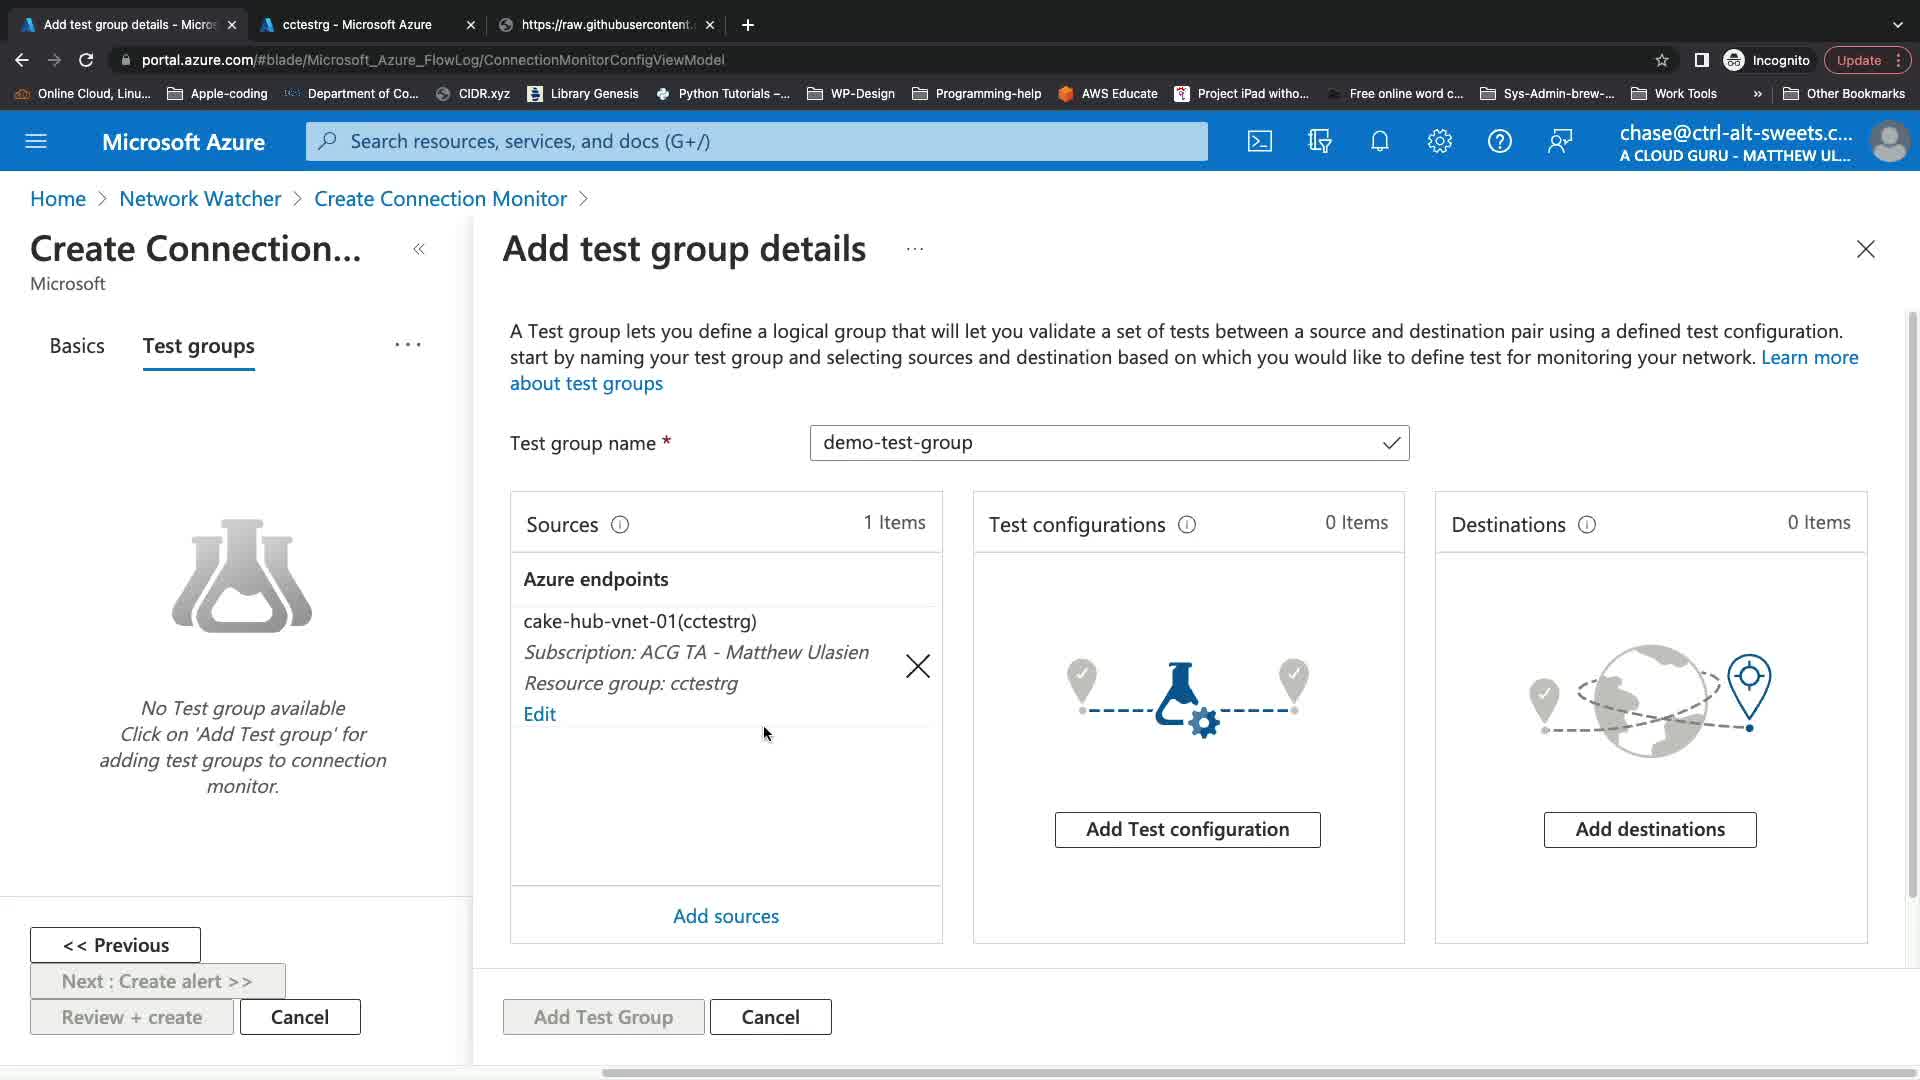 Add test group details - Micros
cctestrg - Microsoft Azure
https://raw.githubusercontent.
portal.azure.com/#blade/Microsoft_Azure_FlowLog/ConnectionMonitorConfigViewModel
Incognito
Update
Online Cloud, Linu...
Apple-coding
Department of Co...
CIDR.xyz
Library Genesis
Python Tutorials –...
WP-Design
Programming-help
AWS Educate
Project iPad witho...
Free online word c...
Sys-Admin-brew-...
Work Tools
»
Other Bookmarks
Microsoft Azure
Search resources, services, and docs (G+/)
chase@ctrl-alt-sweets.c...
A CLOUD GURU - MATTHEW UL...
Home > Network Watcher > Create Connection Monitor >
Create Connection...
«
Microsoft
Basics
Test groups
...
No Test group available
Click on 'Add Test group' for
adding test groups to connection
monitor.
<< Previous
Next : Create alert >>
Review + create
Cancel
Add test group details
...
A Test group lets you define a logical group that will let you validate a set of tests between a source and destination pair using a defined test configuration.
start by naming your test group and selecting sources and destination based on which you would like to define test for monitoring your network. Learn more
about test groups
Test group name *
demo-test-group
Sources
1 Items
Azure endpoints
cake-hub-vnet-01(cctestrg)
Subscription: ACG TA - Matthew Ulasien
Resource group: cctestrg
Edit
Add sources
Test configurations
0 Items
Add Test configuration
Destinations
0 Items
Add destinations
Add Test Group
Cancel